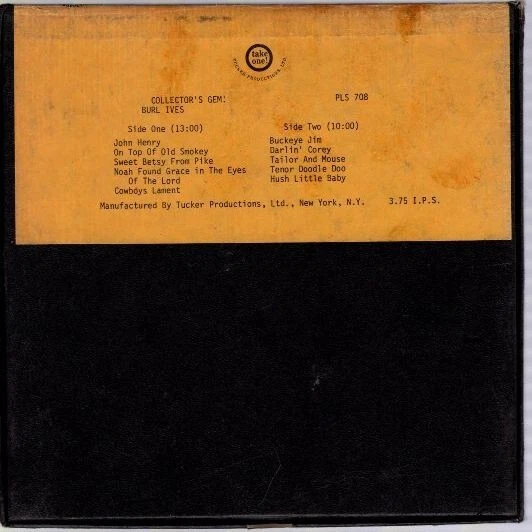 take
one!
TUCKER PRODUCTIONS LTD.
COLLECTOR'S GEM:
BURL IVES
PLS 708
Side One (13:00)
John Henry
On Top Of Old Smokey
Sweet Betsy From Pike
Noah Found Grace in The Eyes
Of The Lord
Cowboys Lament
Side Two (10:00)
Buckeye Jim
Darlin' Corey
Tailor And Mouse
Tenor Doodle Doo
Hush Little Baby
Manufactured By Tucker Productions, Ltd., New York, N.Y. 3.75 I.P.S.